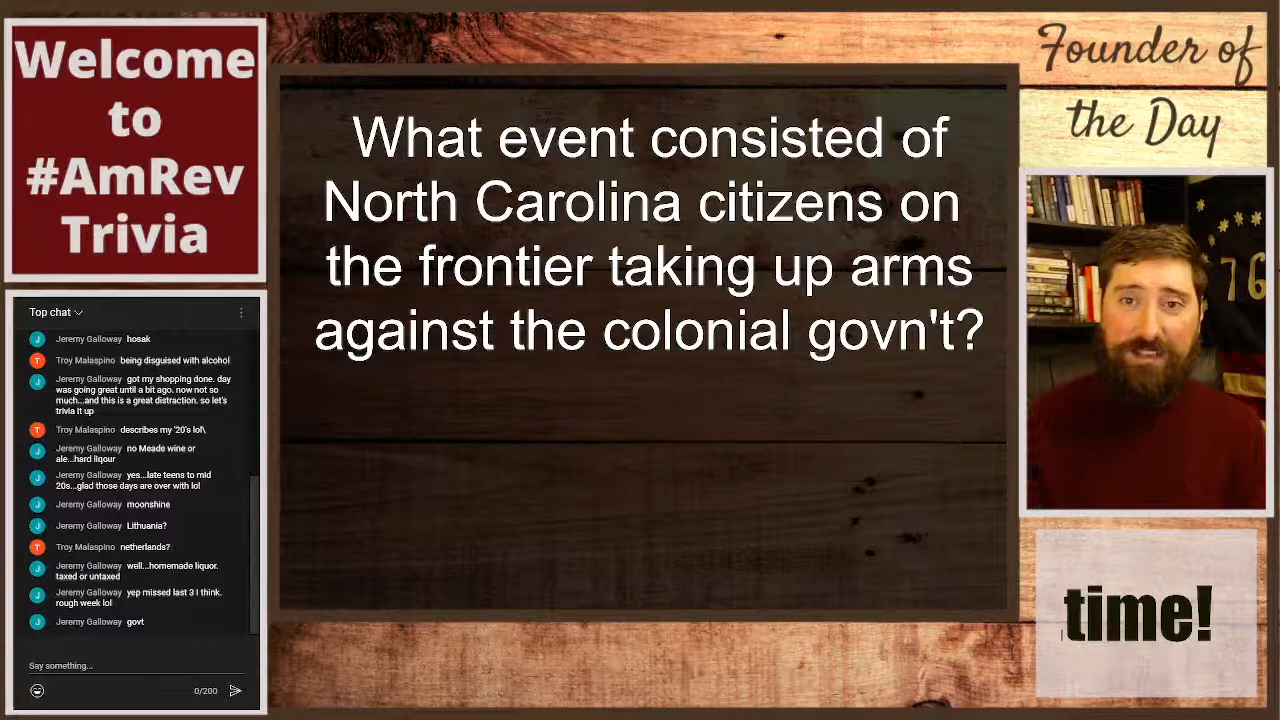 Welcome
to
#AmRev
Trivia
What event consisted of
North Carolina citizens on
the frontier taking up arms
against the colonial govn't?
Founder of
the Day
76
time!
Top chat
J Jeremy Galloway hosak
T Troy Malaspino being disguised with alcohol
J Jeremy Galloway got my shopping done. day
was going great until a bit ago. now not so
much...and this is a great distraction. so let's
trivia it up
T Troy Malaspino describes my '20's lol\
J Jeremy Galloway no Meade wine or
ale...hard liqour
J Jeremy Galloway yes...late teens to mid
20s...glad those days are over with lol
J Jeremy Galloway moonshine
J Jeremy Galloway Lithuania?
T Troy Malaspino netherlands?
J Jeremy Galloway well...homemade liquor.
taxed or untaxed
J Jeremy Galloway yep missed last 3 I think.
rough week lol
J Jeremy Galloway govt
Say something...
0/200